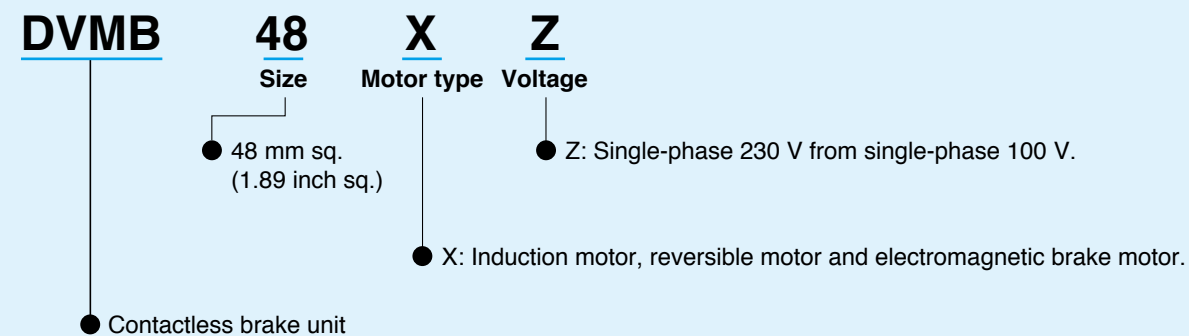 DVMB 48 X Z
Size Motor type Voltage
48 mm sq.
(1.89 inch sq.)
Z: Single-phase 230 V from single-phase 100 V.
X: Induction motor, reversible motor and electromagnetic brake motor.
Contactless brake unit